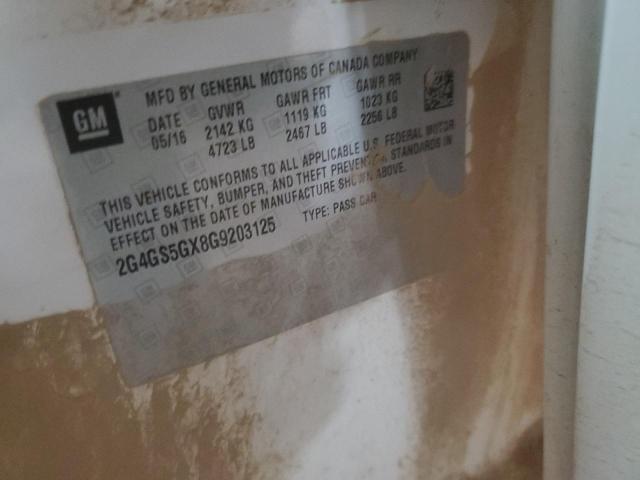 GM
MFD BY GENERAL MOTORS OF CANADA COMPANY
DATE GVWR GAWR FRT GAWR RR
05/16 2142 KG 1119 KG 1023 KG
4723 LB 2467 LB 2256 LB
THIS VEHICLE CONFORMS TO ALL APPLICABLE U.S. FEDERAL MOTOR
VEHICLE SAFETY, BUMPER, AND THEFT PREVENTION STANDARDS IN
EFFECT ON THE DATE OF MANUFACTURE SHOWN ABOVE.
2G4GS5GX8G9203125 TYPE: PASS CAR